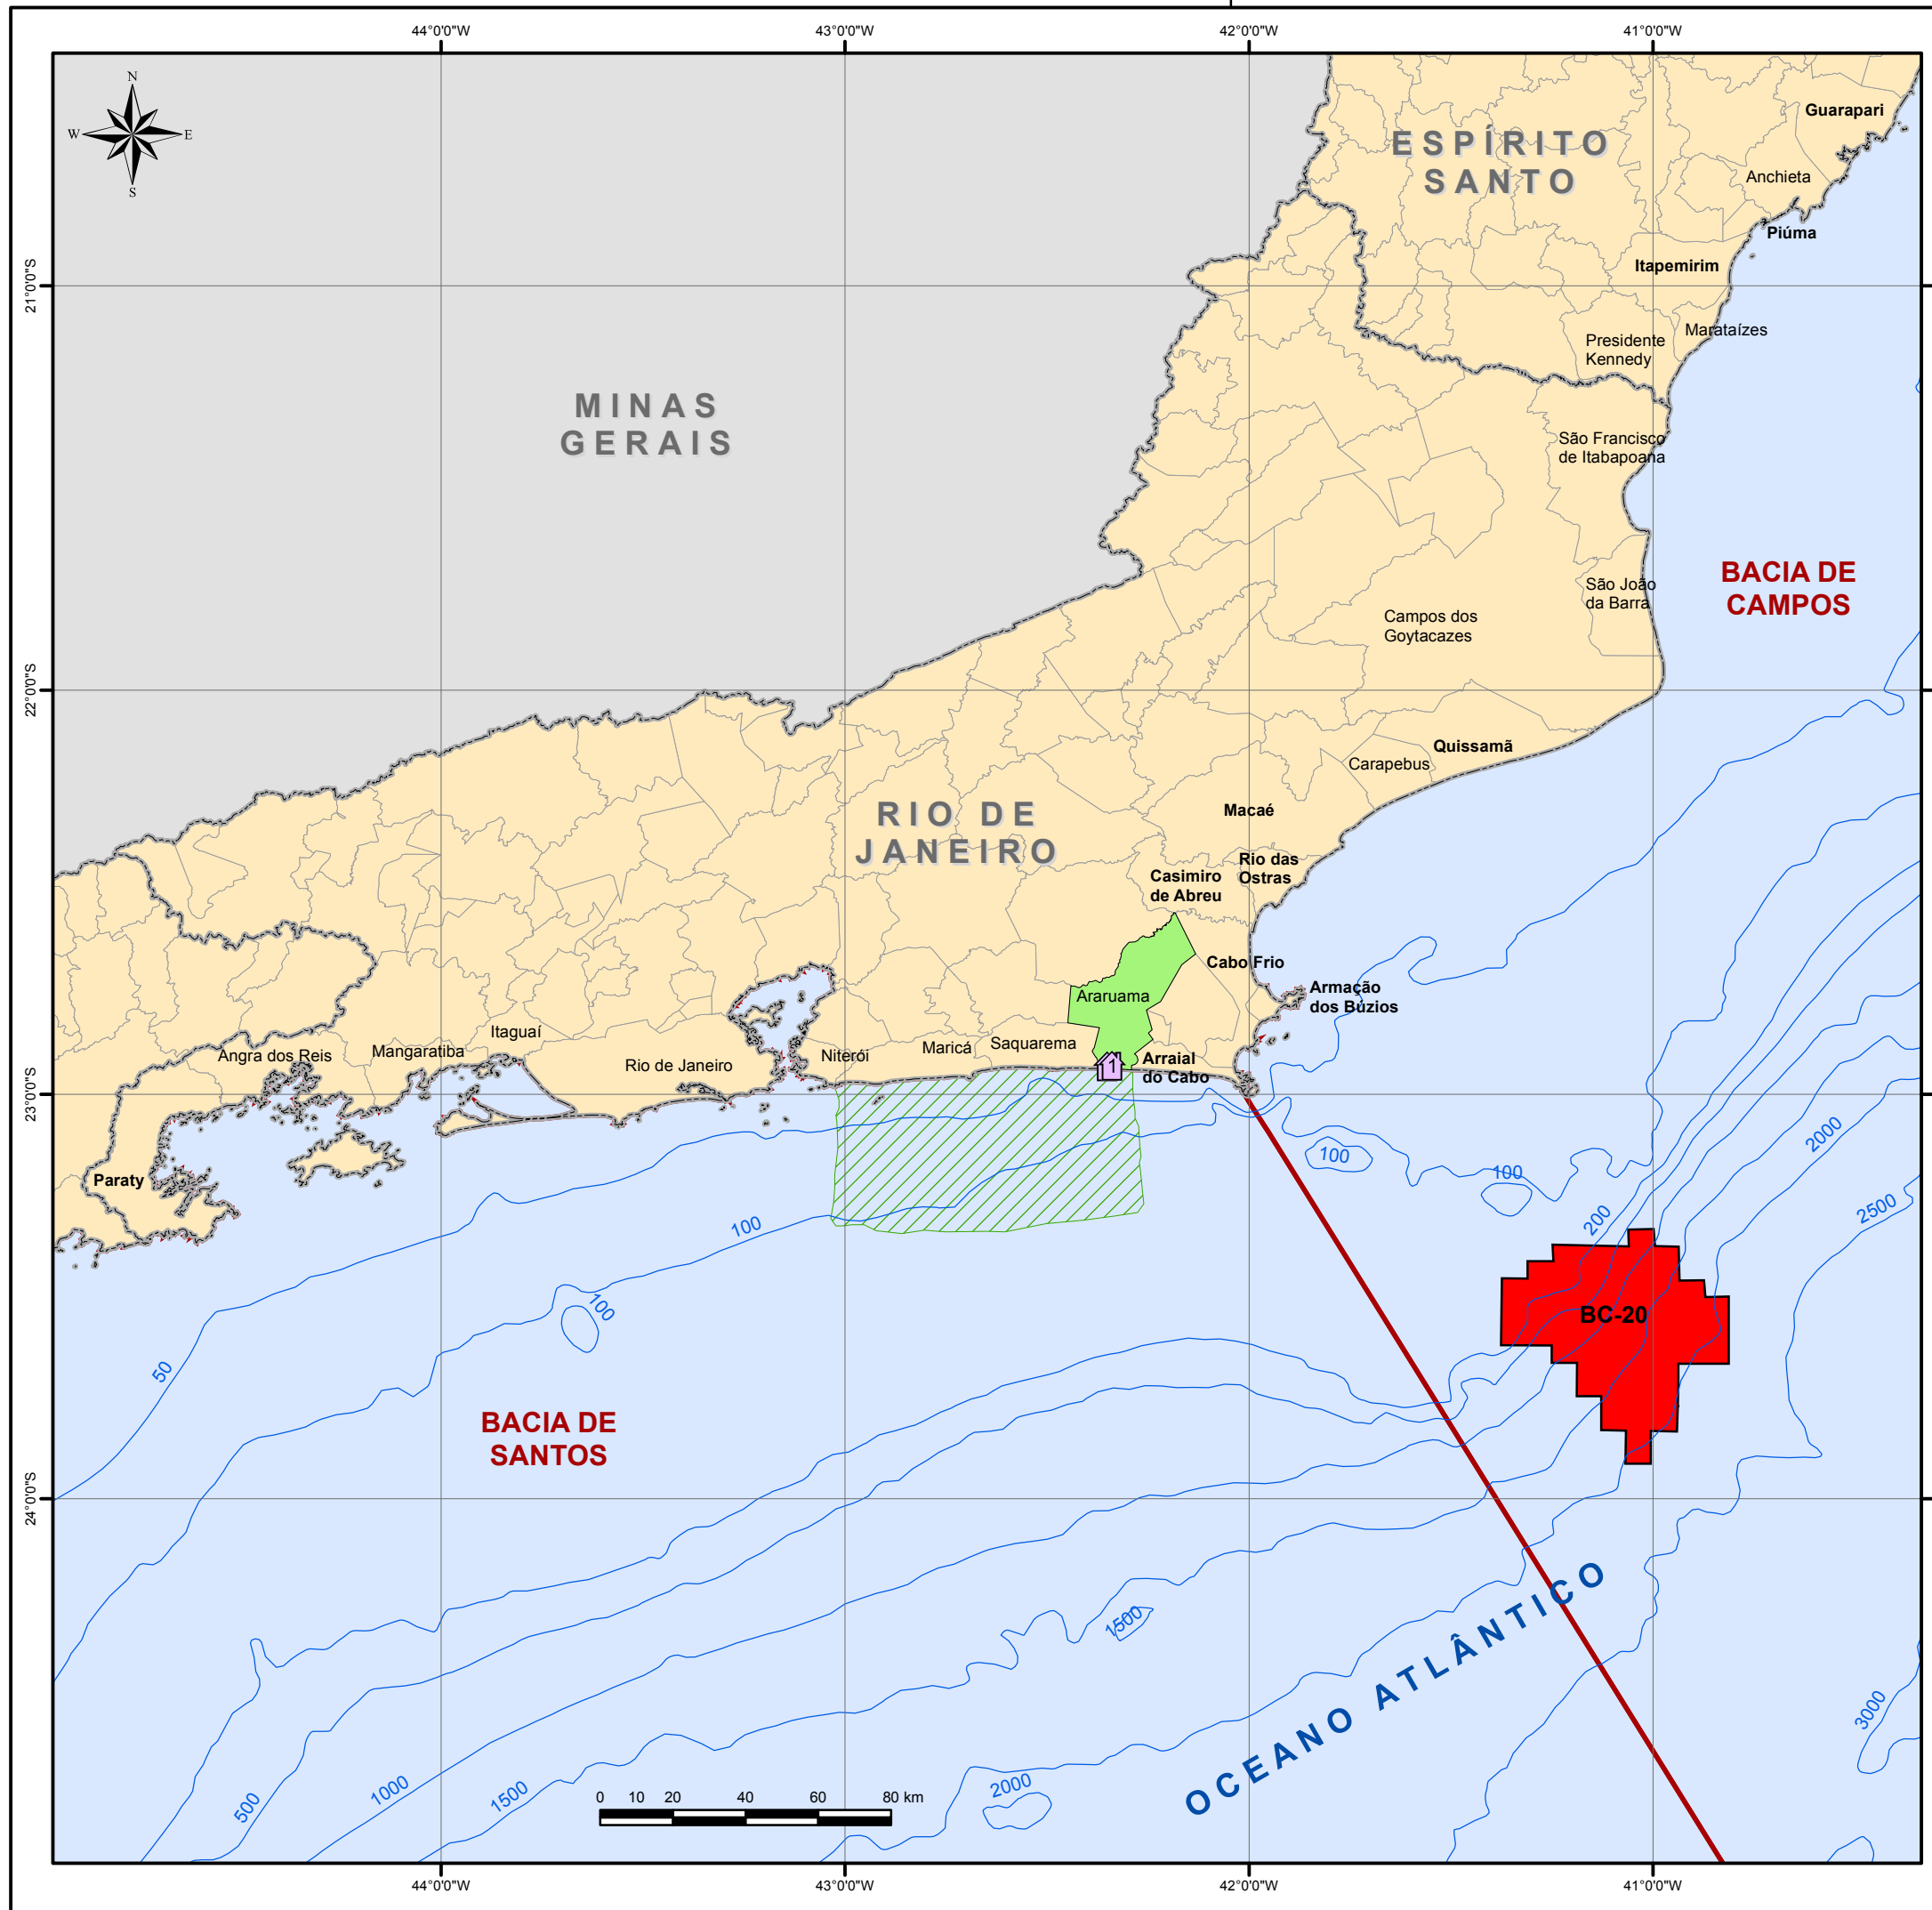 44°0'0"W
43°0'0"W
42°0'0"W
41°0'0"W
N
W
E
S
Guarapari
ESPÍRITO
SANTO
Anchieta
Piúma
Itapemirim
21°0'0"S
Marataízes
Presidente
Kennedy
MINAS
GERAIS
São Francisco
de Itabapoana
BACIA DE
CAMPOS
São João
da Barra
Campos dos
Goytacazes
22°0'0"S
Quissamã
Carapebus
RIO DE
JANEIRO
Macaé
Rio das
Ostras
Casimiro
de Abreu
Cabo Frio
Armação
dos Búzios
Araruama
Itaguaí
Angra dos Reis
Mangaratiba
Rio de Janeiro
Niterói
Maricá
Saquarema
Arraial
do Cabo
1
23°0'0"S
2000
100
100
Paraty
2500
200
100
100
BC-20
50
BACIA DE
SANTOS
24°0'0"S
OCEANO ATLÂNTICO
1500
3000
500
1000
1500
2000
0 10 20 40 60 80 km
44°0'0"W
43°0'0"W
42°0'0"W
41°0'0"W